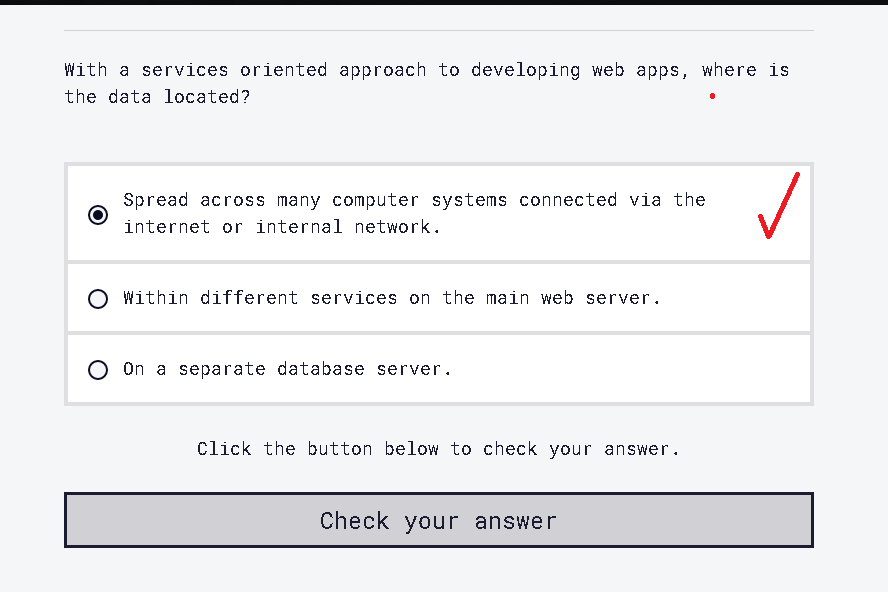 With a services oriented approach to developing web apps, where is
the data located?
Spread across many computer systems connected via the
internet or internal network.
Within different services on the main web server.
On a separate database server.
Click the button below to check your answer.
Check your answer